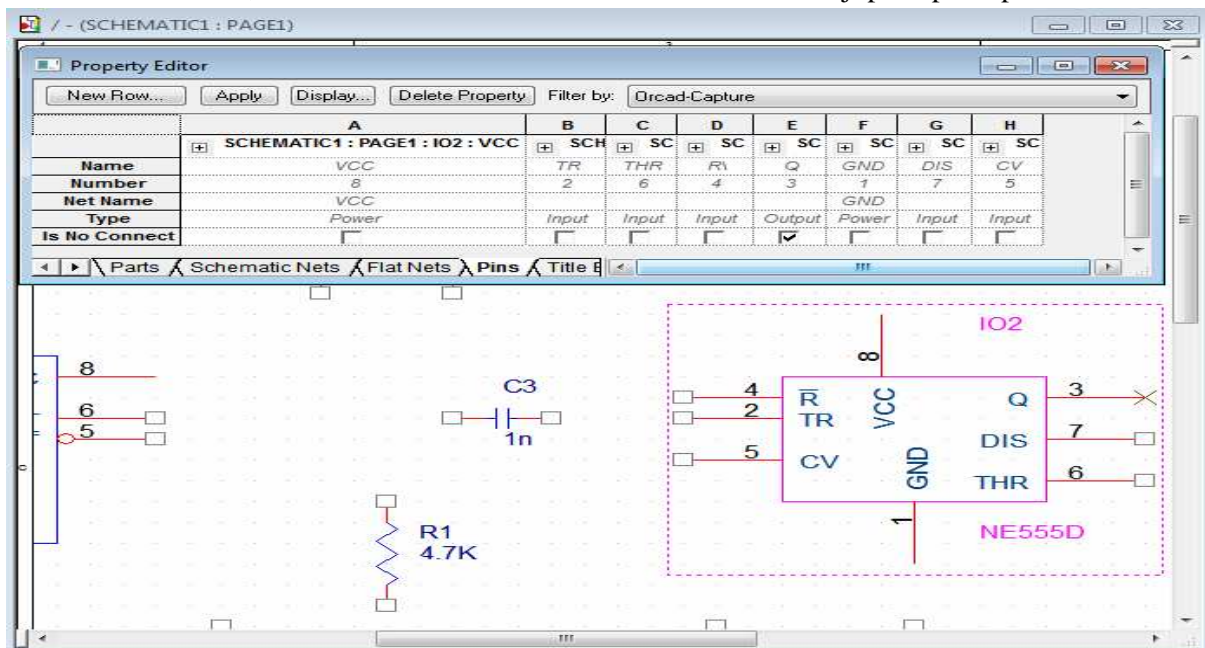 / - (SCHEMATIC1 : PAGE1)
Property Editor
New Row... Apply Display... Delete Property Filter by: Orcad-Capture
A B C D E F G H
SCHEMATIC1 : PAGE1 : IO2 : VCC SCH SC SC SC SC SC SC
Name VCC TR THR R\ Q GND DIS CV
Number 8 2 6 4 3 1 7 5
Net Name VCC GND
Type Power Input Input Input Output Power Input Input
Is No Connect
Parts Schematic Nets Flat Nets Pins Title
8
6
5
C3
1n
R1
4.7K
IO2
8
4 R̅ VCC Q 3
2 TR
DIS 7
5 CV GND
THR 6
1
NE555D